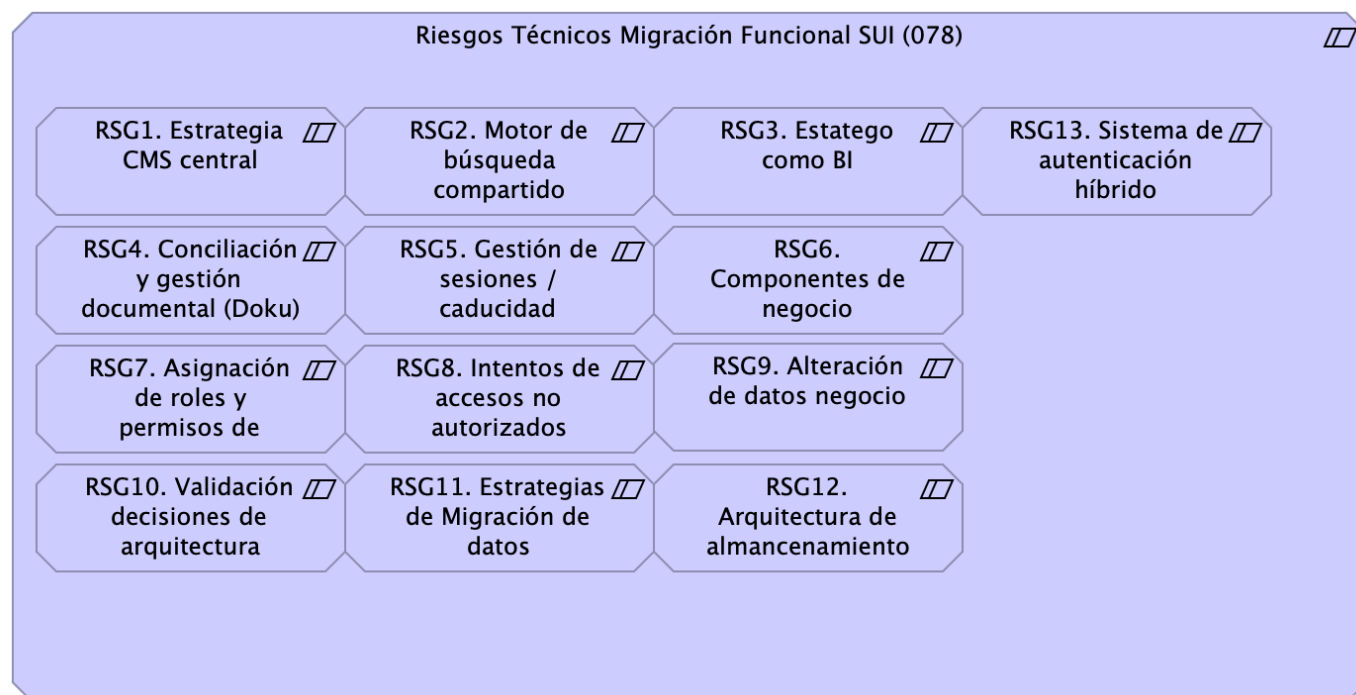 Riesgos Técnicos Migración Funcional SUI (078)
RSG1. Estrategia
CMS central
RSG2. Motor de
búsqueda
compartido
RSG3. Estatego
como BI
RSG13. Sistema de
autenticación
híbrido
RSG4. Conciliación
y gestión
documental (Doku)
RSG5. Gestión de
sesiones /
caducidad
RSG6.
Componentes de
negocio
RSG7. Asignación
de roles y
permisos de
RSG8. Intentos de
accesos no
autorizados
RSG9. Alteración
de datos negocio
RSG10. Validación
decisiones de
arquitectura
RSG11. Estrategias
de Migración de
datos
RSG12.
Arquitectura de
almancenamiento